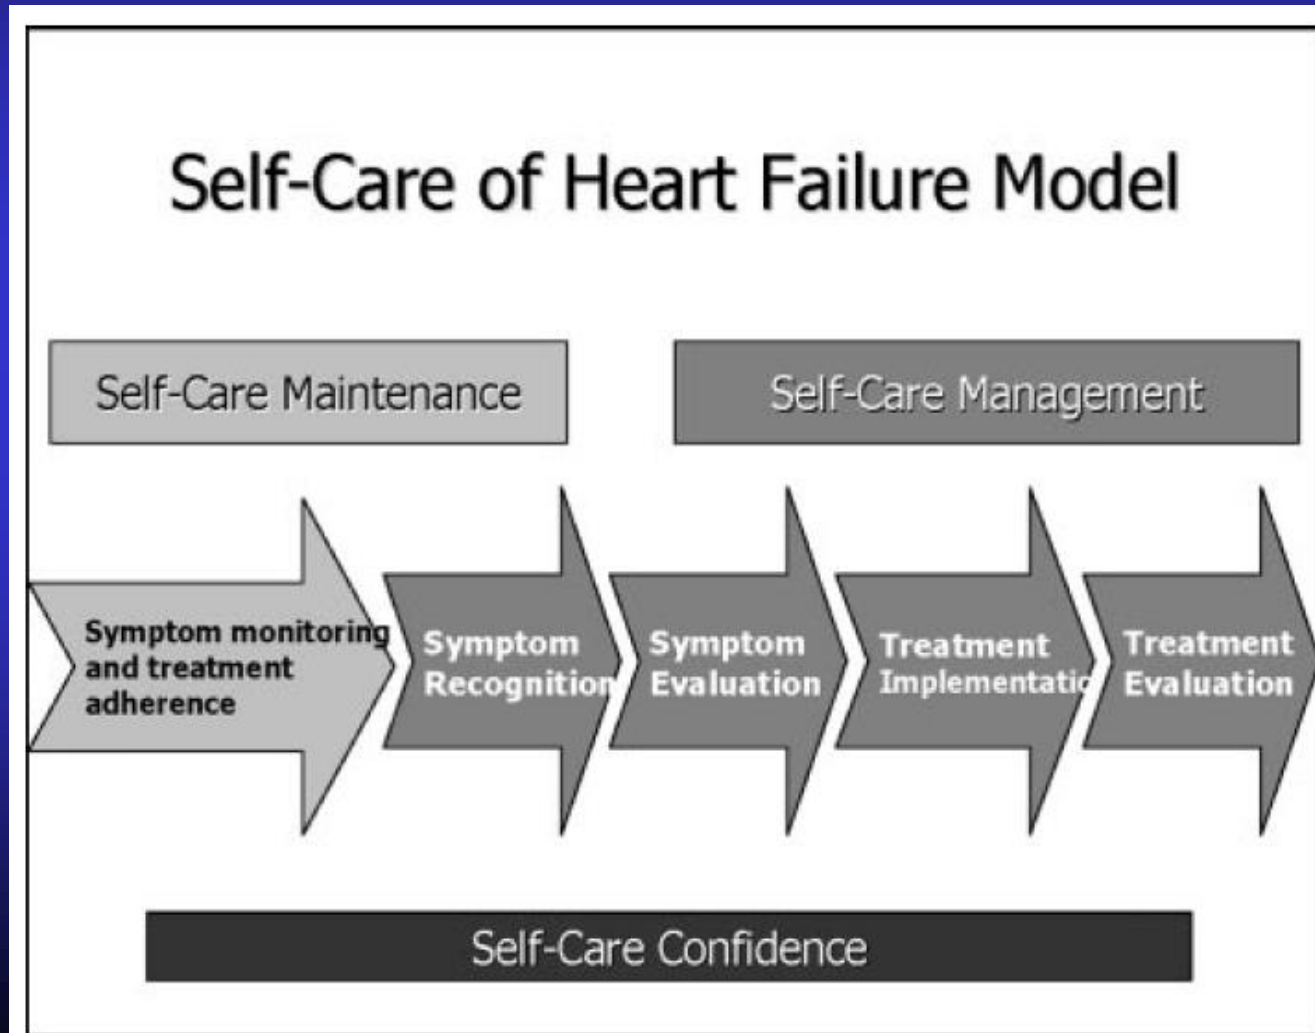 Self-Care of Heart Failure Model
Self-Care Maintenance
Self-Care Management
Symptom monitoring
and treatment
adherence
Symptom
Recognition
Symptom
Evaluation
Treatment
Implementatio
Treatment
Evaluation
Self-Care Confidence